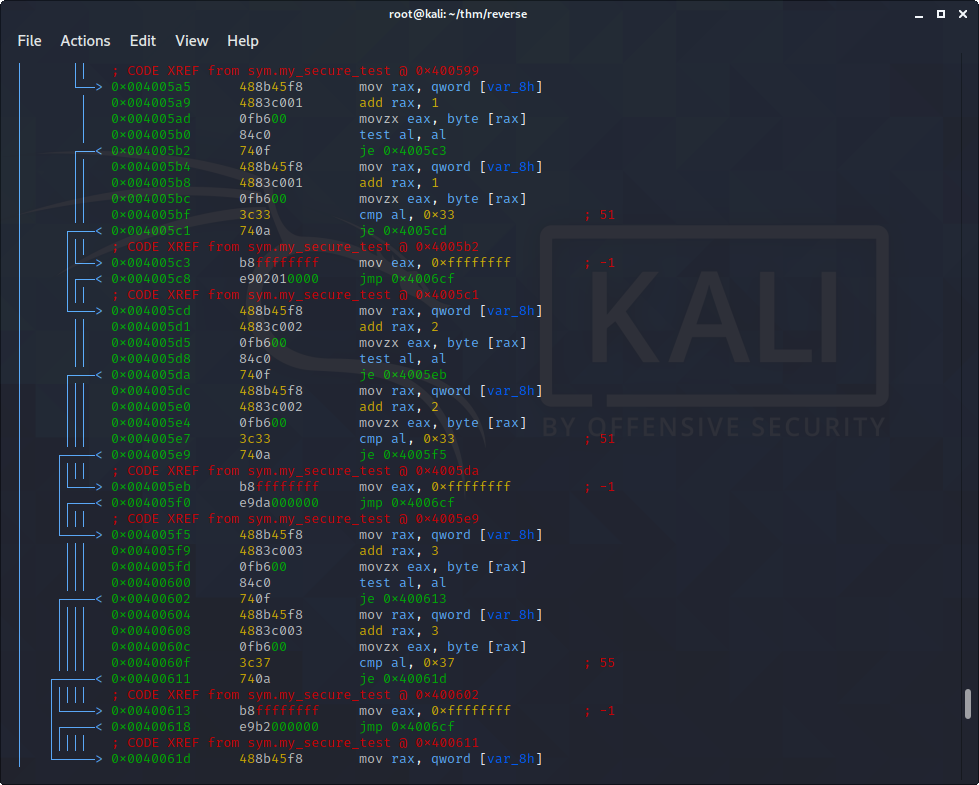 root@kali: ~/thm/reverse
File Actions Edit View Help
; CODE XREF from sym.my_secure_test @ 0×400599
0×004005a5 488b45f8 mov rax, qword [var_8h]
0×004005a9 4883c001 add rax, 1
0×004005ad 0fb600 movzx eax, byte [rax]
0×004005b0 84c0 test al, al
< 0×004005b2 740f je 0×4005c3
0×004005b4 488b45f8 mov rax, qword [var_8h]
0×004005b8 4883c001 add rax, 1
0×004005bc 0fb600 movzx eax, byte [rax]
0×004005bf 3c33 cmp al, 0×33 ; 51
< 0×004005c1 740a je 0×4005cd
; CODE XREF from sym.my_secure_test @ 0×4005b2
> 0×004005c3 b8ffffffff mov eax, 0×ffffffff ; -1
< 0×004005c8 e902010000 jmp 0×4006cf
; CODE XREF from sym.my_secure_test @ 0×4005c1
> 0×004005cd 488b45f8 mov rax, qword [var_8h]
0×004005d1 4883c002 add rax, 2
0×004005d5 0fb600 movzx eax, byte [rax]
0×004005d8 84c0 test al, al
< 0×004005da 740f je 0×4005eb
0×004005dc 488b45f8 mov rax, qword [var_8h]
0×004005e0 4883c002 add rax, 2
0×004005e4 0fb600 movzx eax, byte [rax]
0×004005e7 3c33 cmp al, 0×33 ; 51
< 0×004005e9 740a je 0×4005f5
; CODE XREF from sym.my_secure_test @ 0×4005da
> 0×004005eb b8ffffffff mov eax, 0×ffffffff ; -1
< 0×004005f0 e9da000000 jmp 0×4006cf
; CODE XREF from sym.my_secure_test @ 0×4005e9
> 0×004005f5 488b45f8 mov rax, qword [var_8h]
0×004005f9 4883c003 add rax, 3
0×004005fd 0fb600 movzx eax, byte [rax]
0×00400600 84c0 test al, al
< 0×00400602 740f je 0×400613
0×00400604 488b45f8 mov rax, qword [var_8h]
0×00400608 4883c003 add rax, 3
0×0040060c 0fb600 movzx eax, byte [rax]
0×0040060f 3c37 cmp al, 0×37 ; 55
< 0×00400611 740a je 0×40061d
; CODE XREF from sym.my_secure_test @ 0×400602
> 0×00400613 b8ffffffff mov eax, 0×ffffffff ; -1
< 0×00400618 e9b2000000 jmp 0×4006cf
; CODE XREF from sym.my_secure_test @ 0×400611
> 0×0040061d 488b45f8 mov rax, qword [var_8h]
KALI
BY OFFENSIVE SECURITY